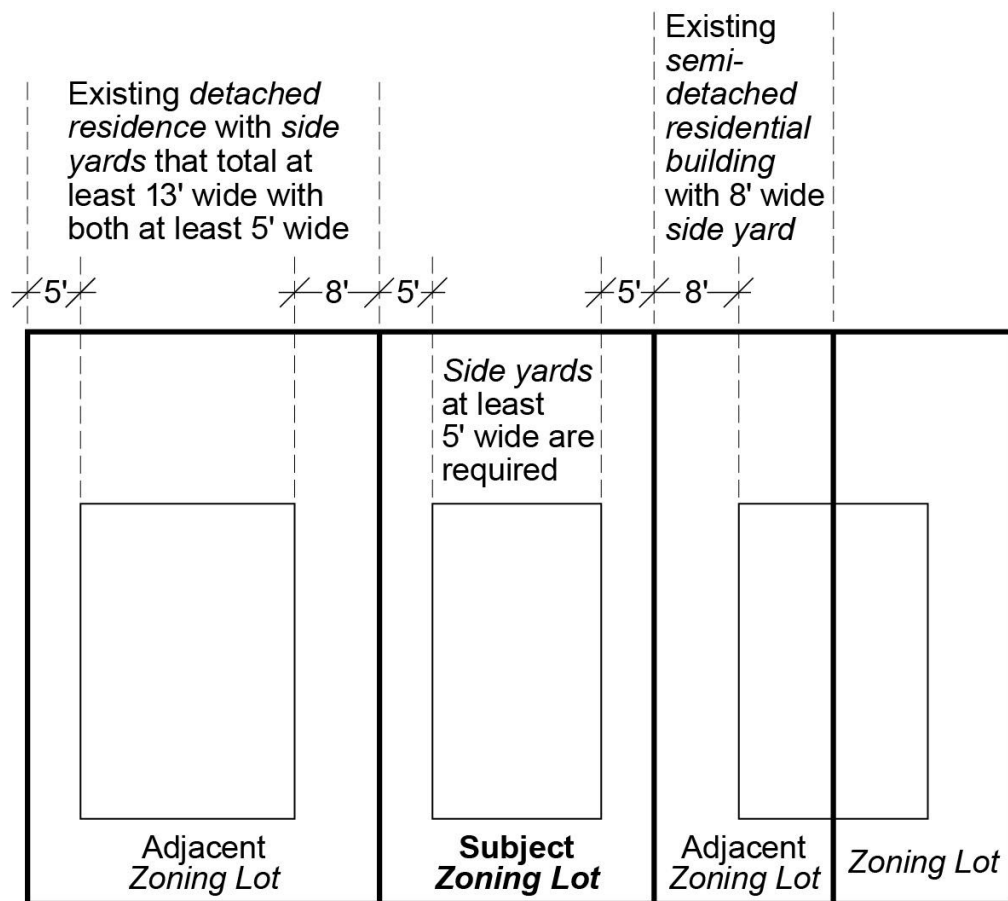 Existing detached
residence with side
yards that total at
least 13' wide with
both at least 5' wide
Existing
semi-
detached
residential
building
with 8' wide
side yard
5'
8'
5'
5'
8'
Side yards
at least
5' wide are
required
Adjacent
Zoning Lot
Subject
Zoning Lot
Adjacent
Zoning Lot
Zoning Lot